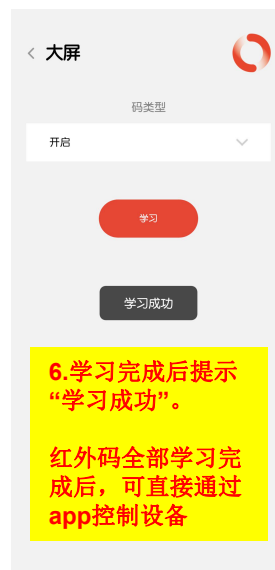 大屏
码类型
开启
学习
学习成功
6.学习完成后提示
“学习成功”。
红外码全部学习完
成后，可直接通过
app控制设备